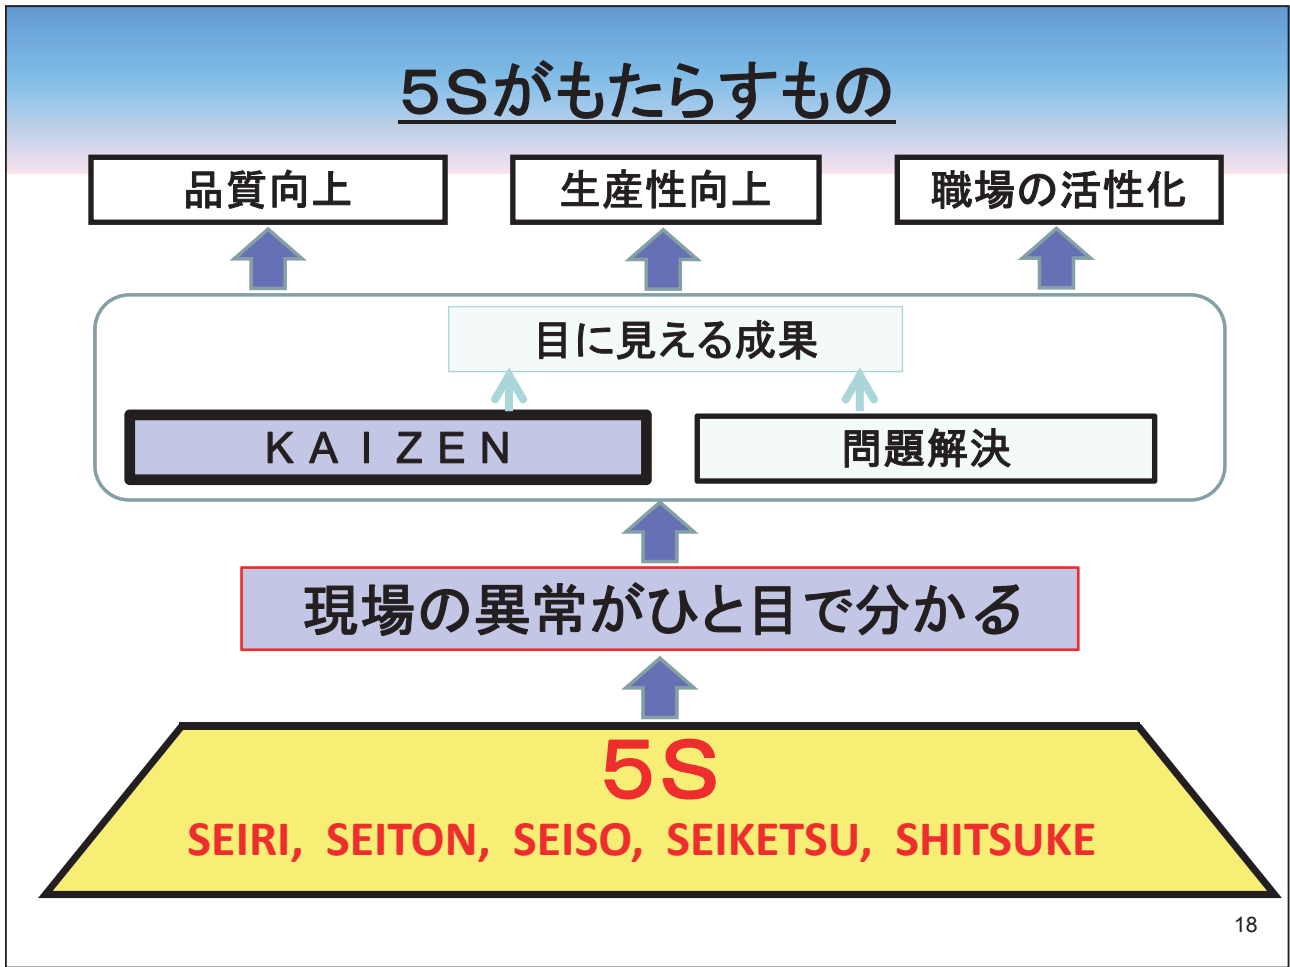 ５Ｓがもたらすもの
品質向上
生産性向上
職場の活性化
目に見える成果
ＫＡＩＺＥＮ
問題解決
現場の異常がひと目で分かる
５Ｓ
SEIRI, SEITON, SEISO, SEIKETSU, SHITSUKE
18